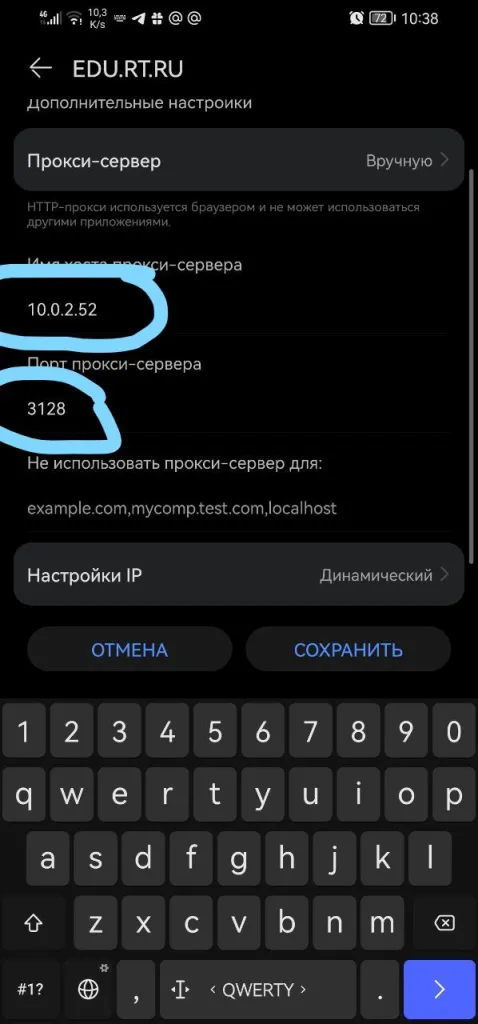 46
10,3
K/s
72
10:38
EDU.RT.RU
Дополнительные настройки
Прокси-сервер
Вручную
HTTP-прокси используется браузером и не может использоваться
другими приложениями.
Имя хоста прокси-сервера
10.0.2.52
Порт прокси-сервера
3128
Не использовать прокси-сервер для:
example.com,mycomp.test.com,localhost
Настройки IP
Динамический
ОТМЕНА СОХРАНИТЬ
1 2 3 4 5 6 7 8 9 0
q w e r t y u i o p
a s d f g h j k l
z x c v b n m
#1? , QWERTY .